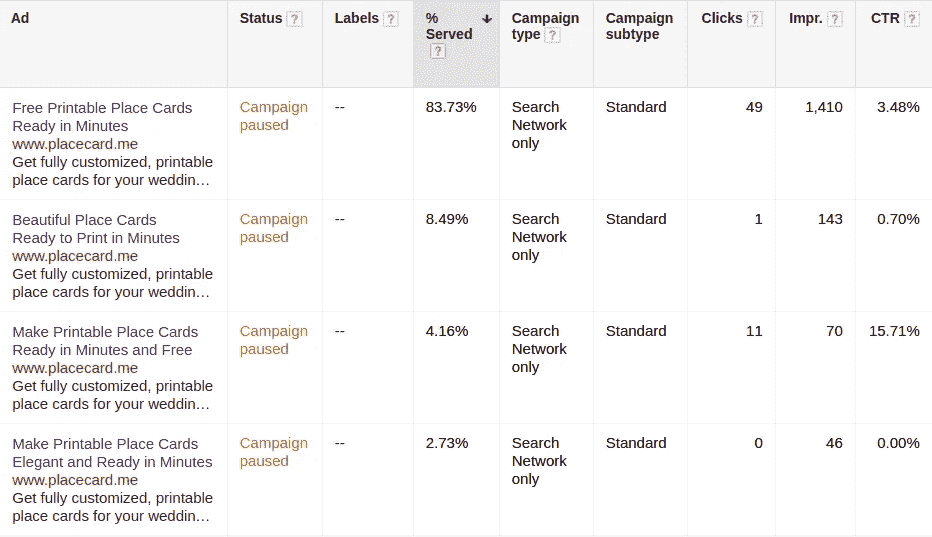 Ad Status ? Labels ? % Served ? Campaign type ? Campaign subtype Clicks ? Impr. ? CTR ?
Free Printable Place Cards Campaign -- 83.73% Search Standard 49 1,410 3.48%
Ready in Minutes paused Network
www.placecard.me only
Get fully customized, printable
place cards for your weddin…
Beautiful Place Cards Campaign -- 8.49% Search Standard 1 143 0.70%
Ready to Print in Minutes paused Network
www.placecard.me only
Get fully customized, printable
place cards for your weddin…
Make Printable Place Cards Campaign -- 4.16% Search Standard 11 70 15.71%
Ready in Minutes and Free paused Network
www.placecard.me only
Get fully customized, printable
place cards for your weddin…
Make Printable Place Cards Campaign -- 2.73% Search Standard 0 46 0.00%
Elegant and Ready in Minutes paused Network
www.placecard.me only
Get fully customized, printable
place cards for your weddin…